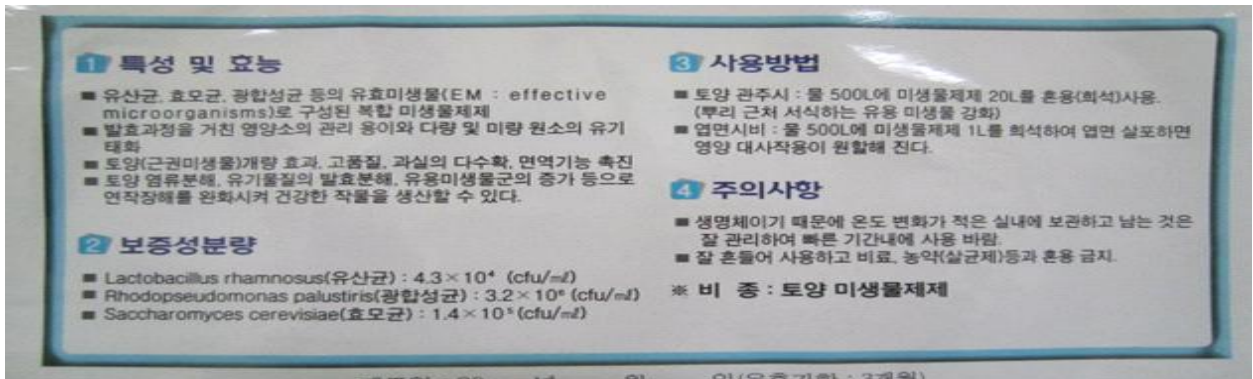 1 특성 및 효능
■ 유산균, 효모균, 광합성균 등의 유효미생물(EM : effective
microorganisms)로 구성된 복합 미생물제제
■ 발효과정을 거친 영양소의 관리 용이와 다량 및 미량 원소의 유기
태화
■ 토양(근권미생물)개량 효과, 고품질, 과실의 다수확, 면역기능 촉진
■ 토양 염류분해, 유기물질의 발효분해, 유용미생물군의 증가 등으로
연작장해를 완화시켜 건강한 작물을 생산할 수 있다.
2 보증성분량
■ Lactobacillus rhamnosus(유산균) : 4.3×10⁴ (cfu/㎖)
■ Rhodopseudomonas palustiris(광합성균) : 3.2×10⁶ (cfu/㎖)
■ Saccharomyces cerevisiae(효모균) : 1.4×10⁵(cfu/㎖)
3 사용방법
■ 토양 관주시 : 물 500L에 미생물제제 20L를 혼용(희석)사용.
(뿌리 근처 서식하는 유용 미생물 강화)
■ 엽면시비 : 물 500L에 미생물제제 1L를 희석하여 엽면 살포하면
영양 대사작용이 원할해 진다.
4 주의사항
■ 생명체이기 때문에 온도 변화가 적은 실내에 보관하고 남는 것은
잘 관리하여 빠른 기간내에 사용 바람.
■ 잘 흔들어 사용하고 비료, 농약(살균제)등과 혼용 금지.
※ 비 종 : 토양 미생물제제